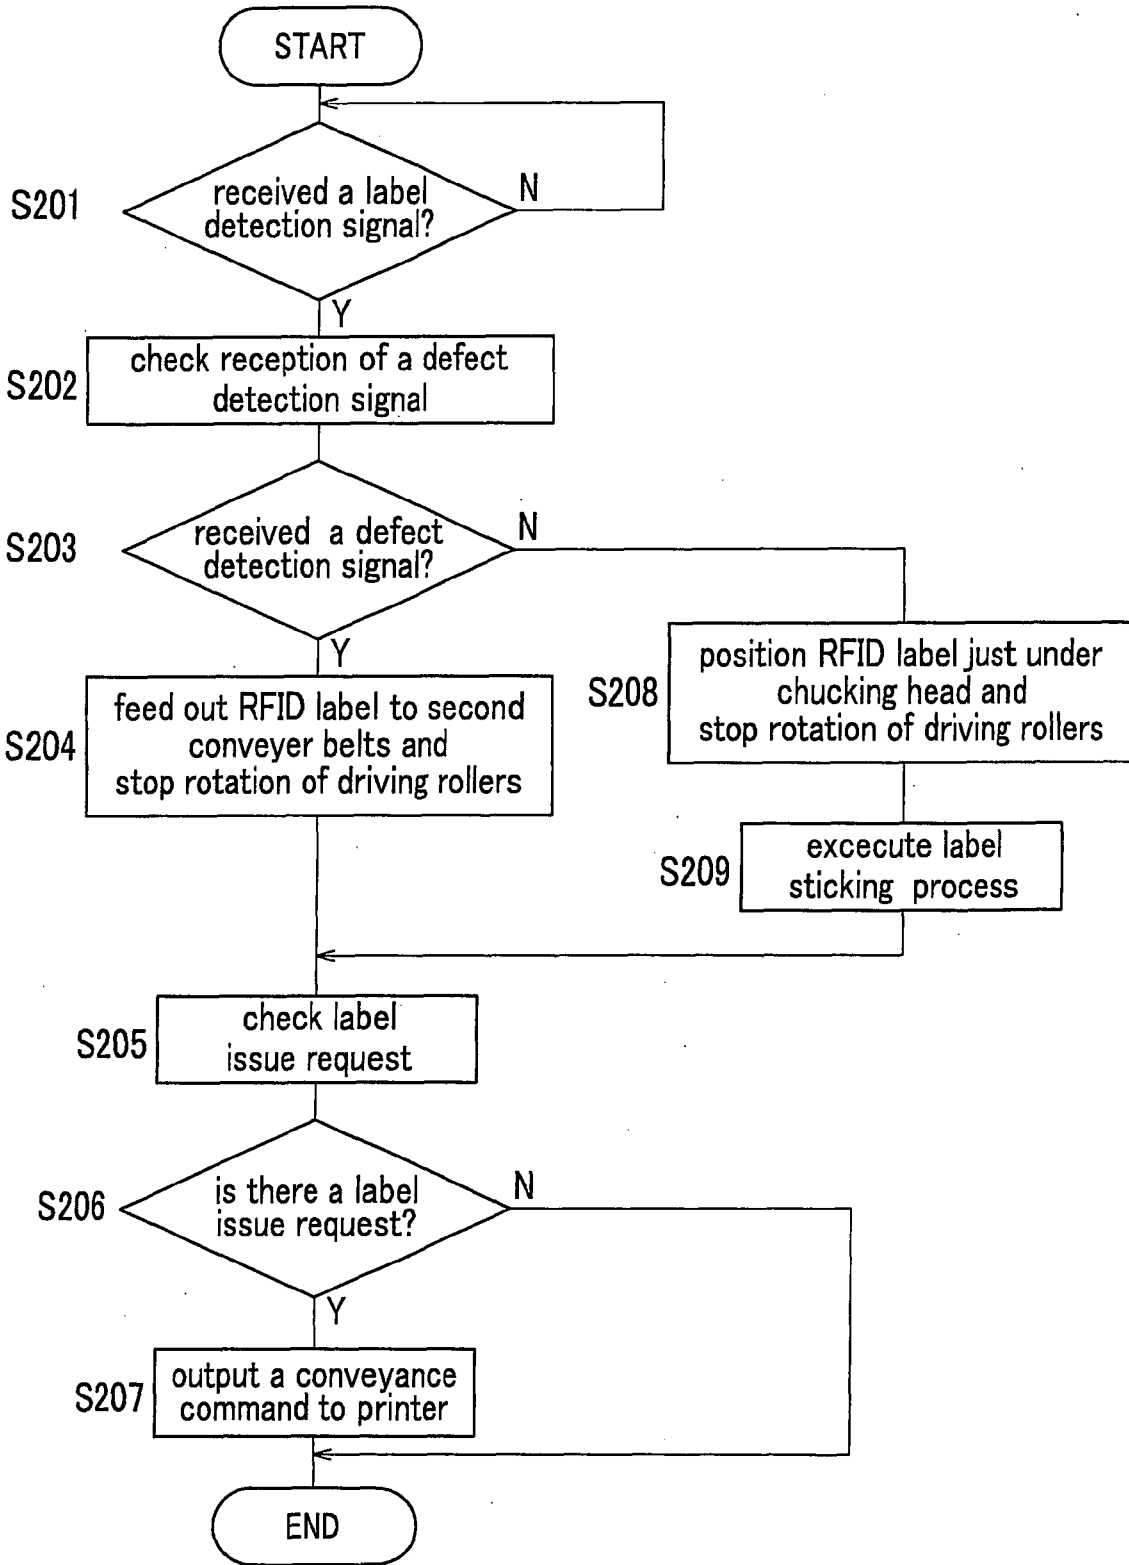 START
S201
received a label
detection signal?
N
Y
S202
check reception of a defect
detection signal
S203
received a defect
detection signal?
N
Y
S204
feed out RFID label to second
conveyer belts and
stop rotation of driving rollers
S208
position RFID label just under
chucking head and
stop rotation of driving rollers
S209
excecute label
sticking process
S205
check label
issue request
S206
is there a label
issue request?
N
Y
S207
output a conveyance
command to printer
END